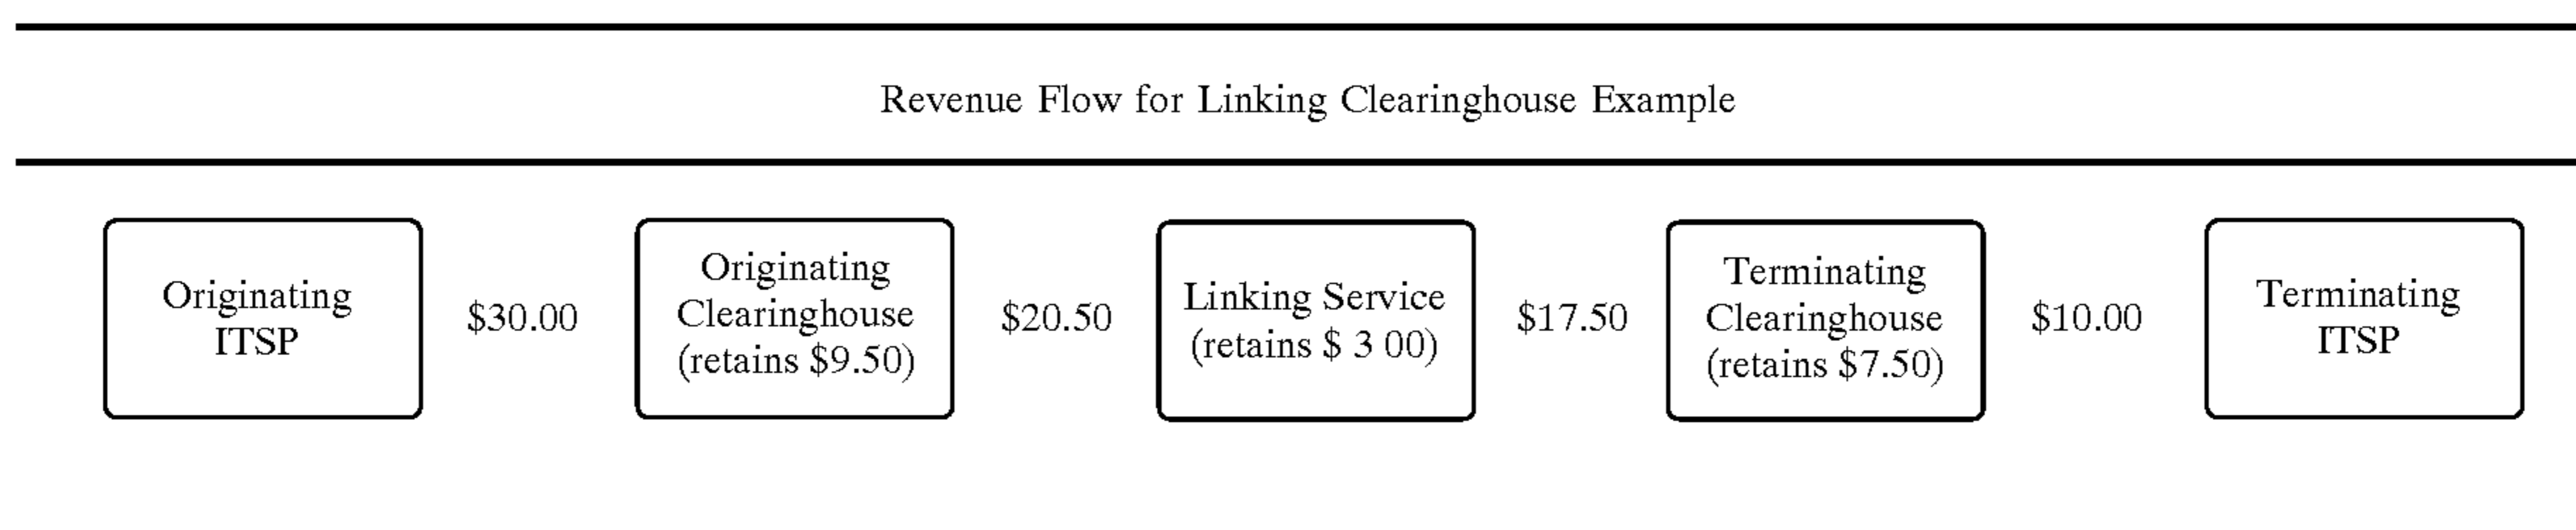 Revenue Flow for Linking Clearinghouse Example
Originating
ITSP
$30.00
Originating
Clearinghouse
(retains $9.50)
$20.50
Linking Service
(retains $ 3 00)
$17.50
Terminating
Clearinghouse
(retains $7.50)
$10.00
Terminating
ITSP